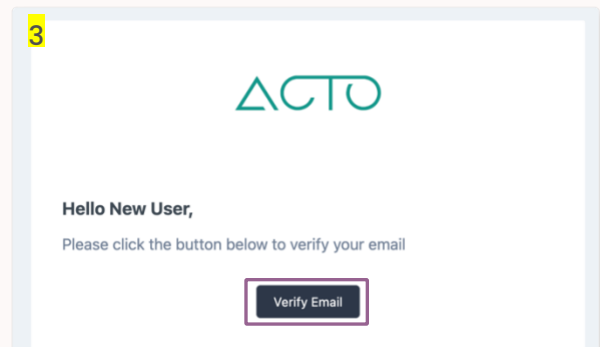 3
ACTO
Hello New User,
Please click the button below to verify your email
Verify Email